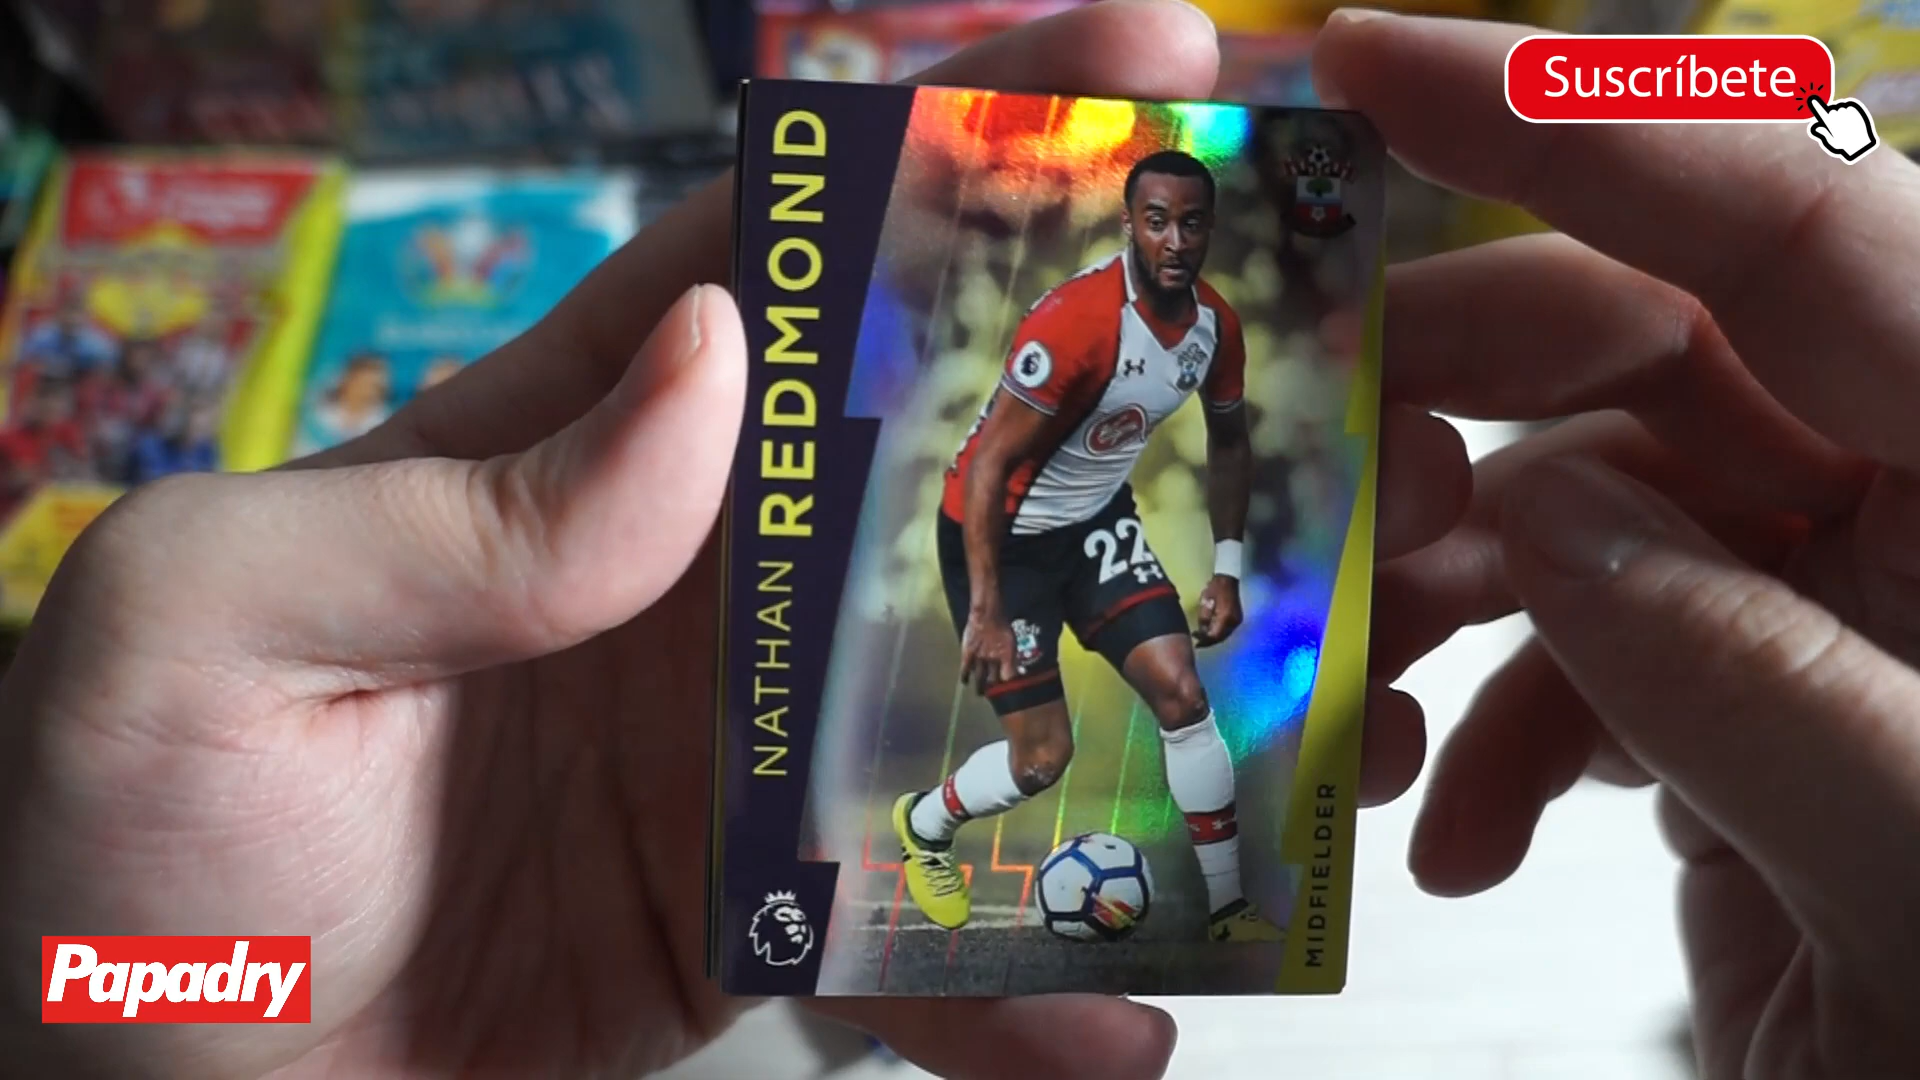 Suscríbete
NATHAN REDMOND
22
MIDFIELDER
Papadry